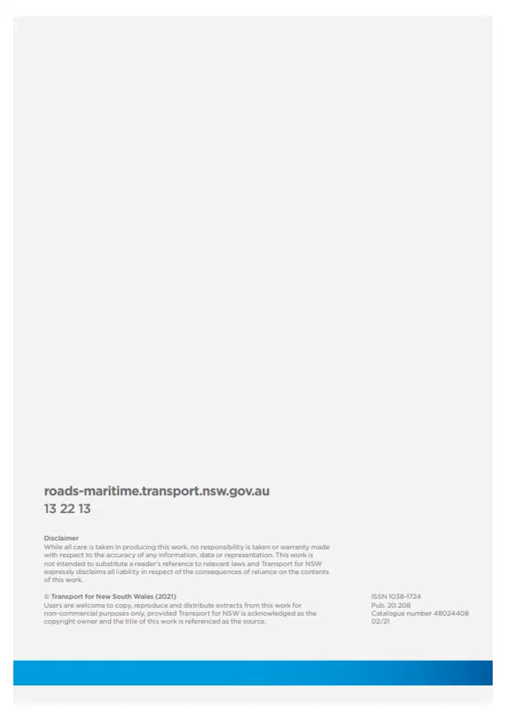 roads-maritime.transport.nsw.gov.au
13 22 13
Disclaimer
While all care is taken in producing this work, no responsibility is taken or warranty made
with respect to the accuracy of any information, data or representation. This work is
not intended to substitute a reader's reference to relevant laws and Transport for NSW
expressly disclaims all liability in respect of the consequences of reliance on the contents
of this work.
© Transport for New South Wales (2021)
Users are welcome to copy, reproduce and distribute extracts from this work for
non-commercial purposes only, provided Transport for NSW is acknowledged as the
copyright owner and the title of this work is referenced as the source.
ISSN 1038-1724
Pub. 20.208
Catalogue number 48024408
02/21